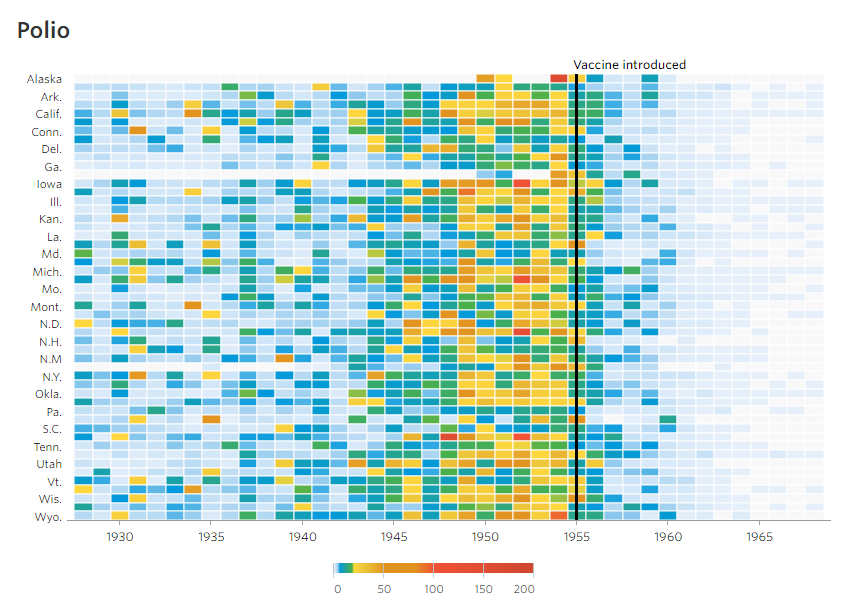 Polio
Vaccine introduced
Alaska
Ark.
Calif.
Conn.
Del.
Ga.
Iowa
Ill.
Kan.
La.
Md.
Mich.
Mo.
Mont.
N.D.
N.H.
N.M
N.Y.
Okla.
Pa.
S.C.
Tenn.
Utah
Vt.
Wis.
Wyo.
1930 1935 1940 1945 1950 1955 1960 1965
0 50 100 150 200